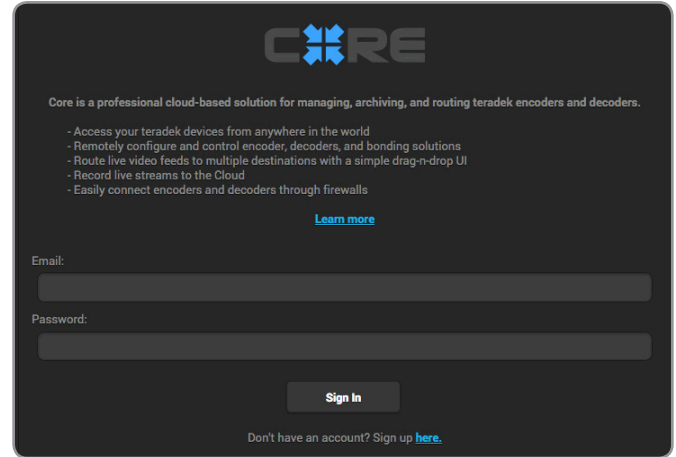 CORE
Core is a professional cloud-based solution for managing, archiving, and routing teradek encoders and decoders.
- Access your teradek devices from anywhere in the world
- Remotely configure and control encoder, decoders, and bonding solutions
- Route live video feeds to multiple destinations with a simple drag-n-drop UI
- Record live streams to the Cloud
- Easily connect encoders and decoders through firewalls
Learn more
Email:
Password:
Sign In
Don't have an account? Sign up here.